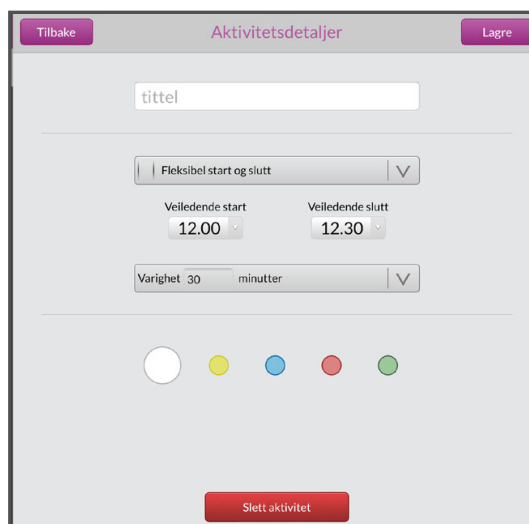 Tilbake Aktivitetsdetaljer Lagre
tittel
Fleksibel start og slutt
Veiledende start Veiledende slutt
12.00 12.30
Varighet 30 minutter
Slett aktivitet